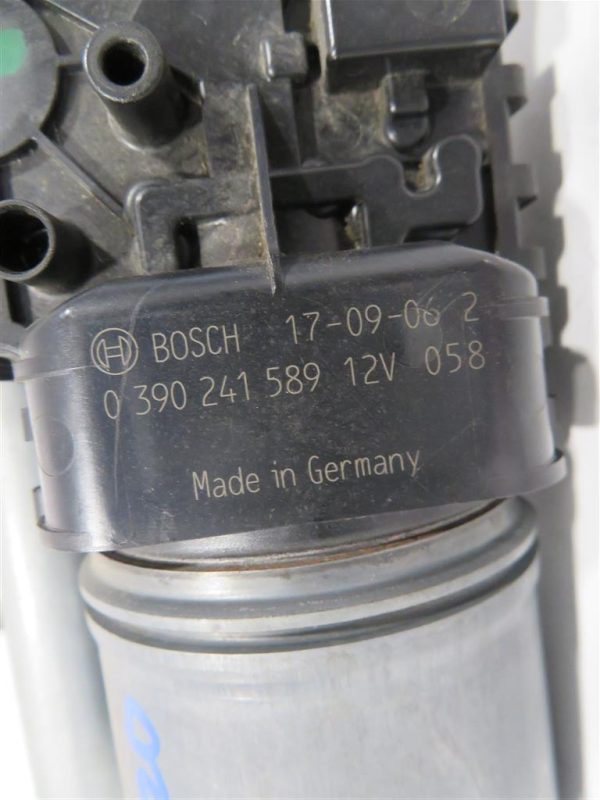 BOSCH 17-09-06 2
0 390 241 589 12V 058
Made in Germany